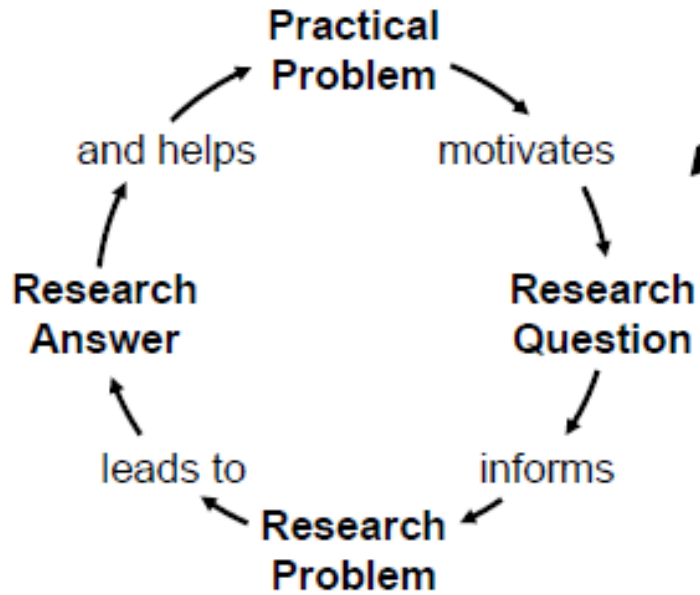 Practical
Problem
motivates
Research
Question
informs
Research
Problem
leads to
Research
Answer
and helps